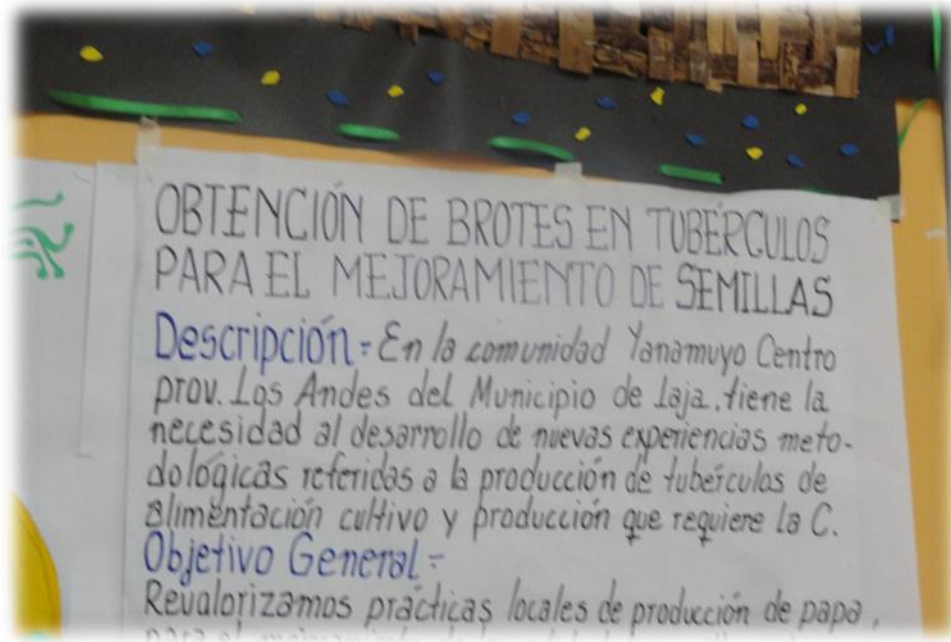 OBTENCIÓN DE BROTES EN TUBÉRCULOS
PARA EL MEJORAMIENTO DE SEMILLAS
Descripción = En la comunidad Yanamuyo Centro
prov. Los Andes del Municipio de Laja. tiene la
necesidad al desarrollo de nuevas experiencias meto-
dológicas referidas a la producción de tubérculos de
alimentación cultivo y producción que requiere la C.
Objetivo General =
Revalorizamos prácticas locales de producción de papa,
para el